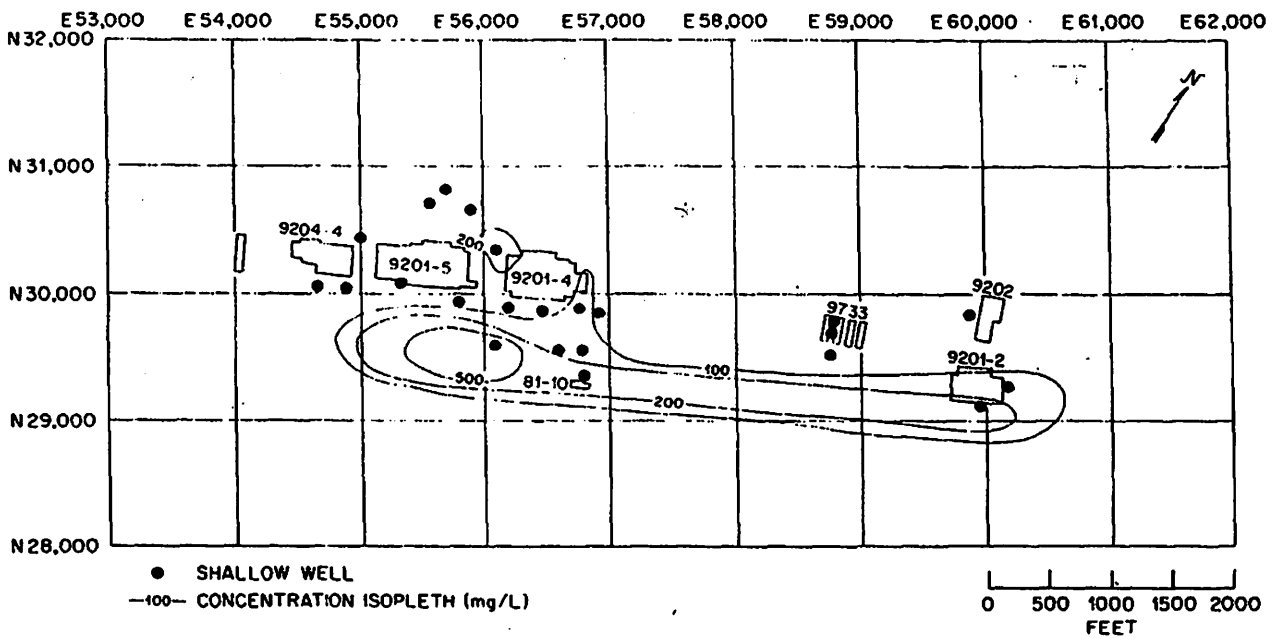 E53,000 E54,000 E55,000 E56,000 E57,000 E58,000 E59,000 E60,000 E61,000 E62,000
N32,000
N
N31,000
9204-4
200
9201-5
9201-4
N30,000
9202
9733
9201-2
100
500
81-10
200
N29,000
N28,000
SHALLOW WELL
—100— CONCENTRATION ISOPLETH (mg/L)
0 500 1000 1500 2000
FEET